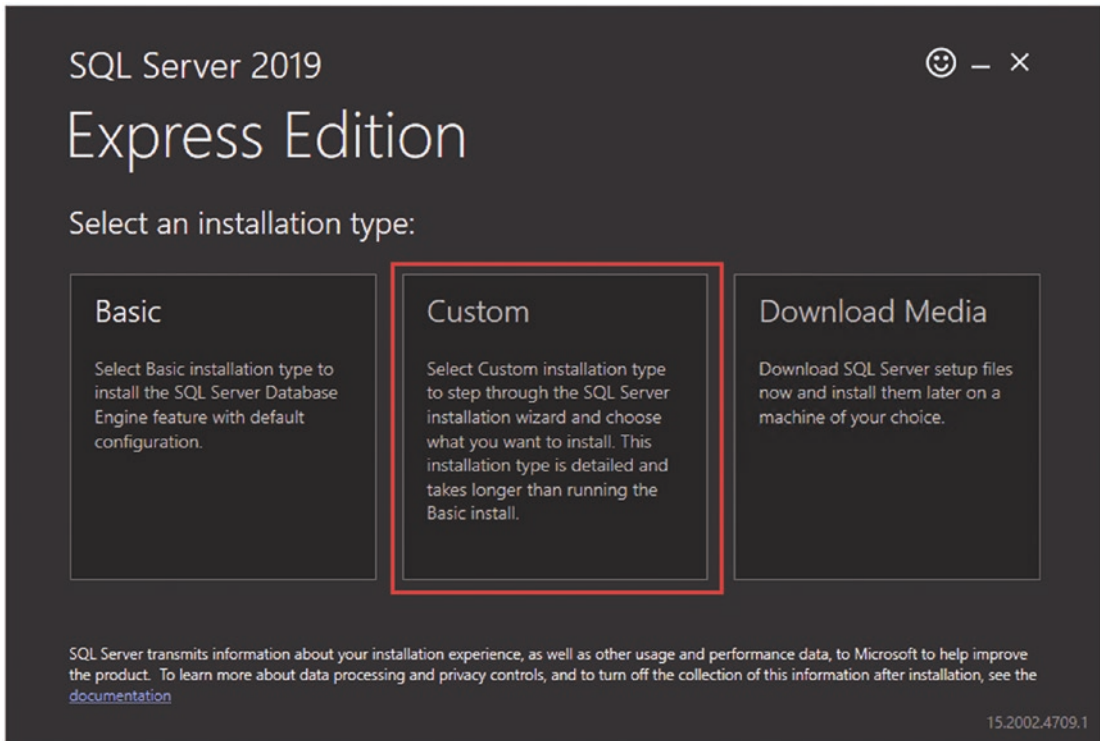 SQL Server 2019
Express Edition
Select an installation type:
Basic
Select Basic installation type to
install the SQL Server Database
Engine feature with default
configuration.
Custom
Select Custom installation type
to step through the SQL Server
installation wizard and choose
what you want to install. This
installation type is detailed and
takes longer than running the
Basic install.
Download Media
Download SQL Server setup files
now and install them later on a
machine of your choice.
SQL Server transmits information about your installation experience, as well as other usage and performance data, to Microsoft to help improve
the product.  To learn more about data processing and privacy controls, and to turn off the collection of this information after installation, see the
documentation
15.2002.4709.1